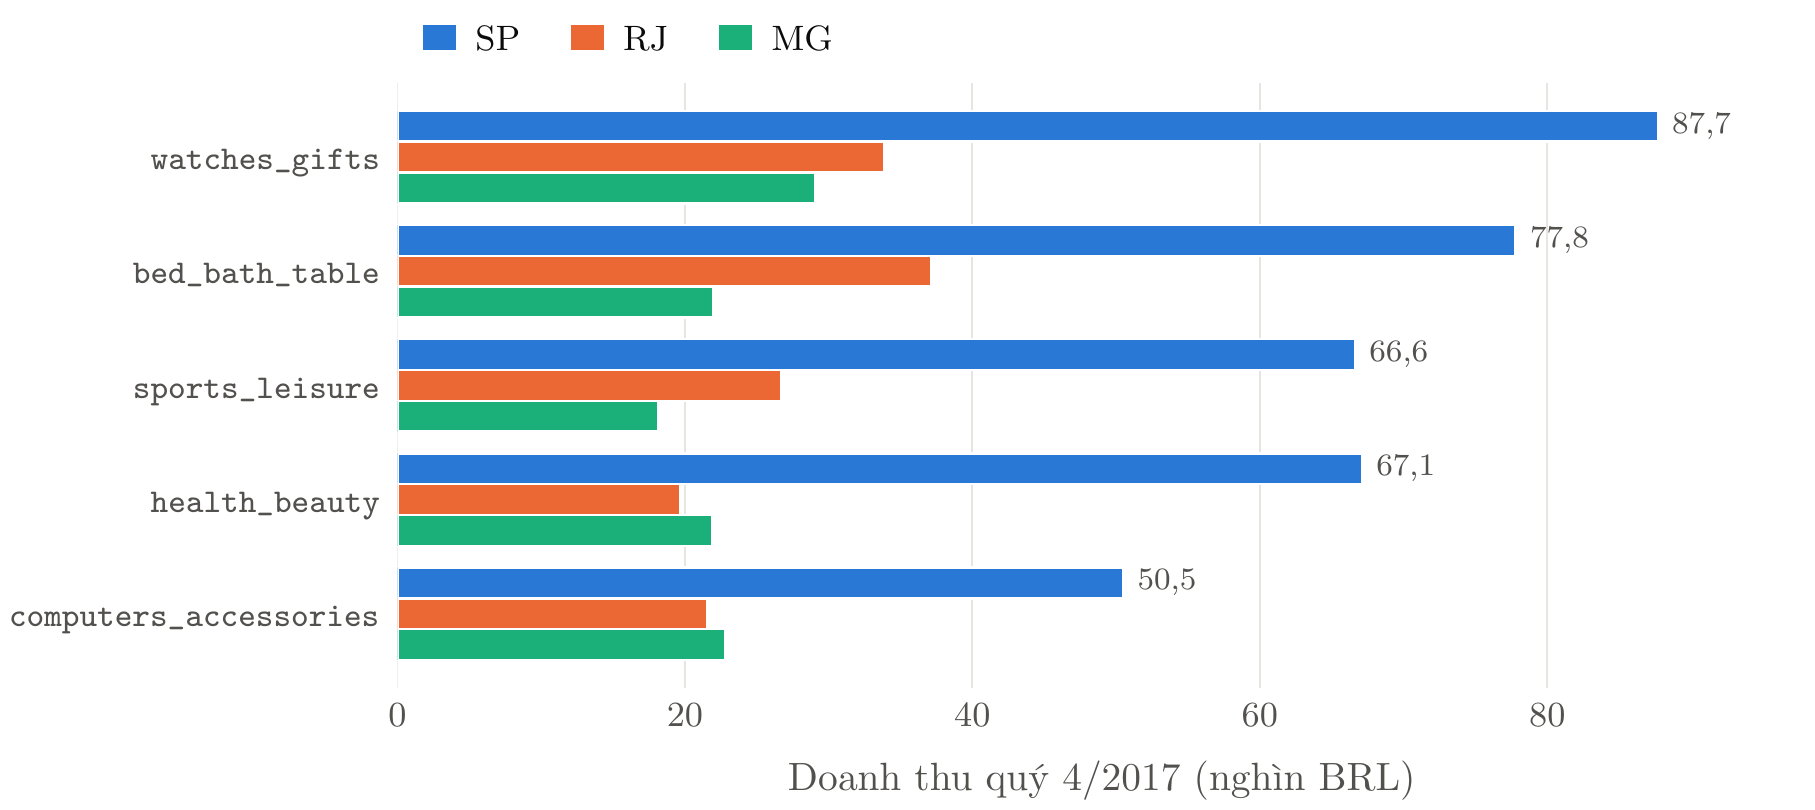 SP RJ MG
87,7
watches_gifts
77,8
bed_bath_table
66,6
sports_leisure
67,1
health_beauty
50,5
computers_accessories
0 20 40 60 80
Doanh thu quý 4/2017 (nghìn BRL)